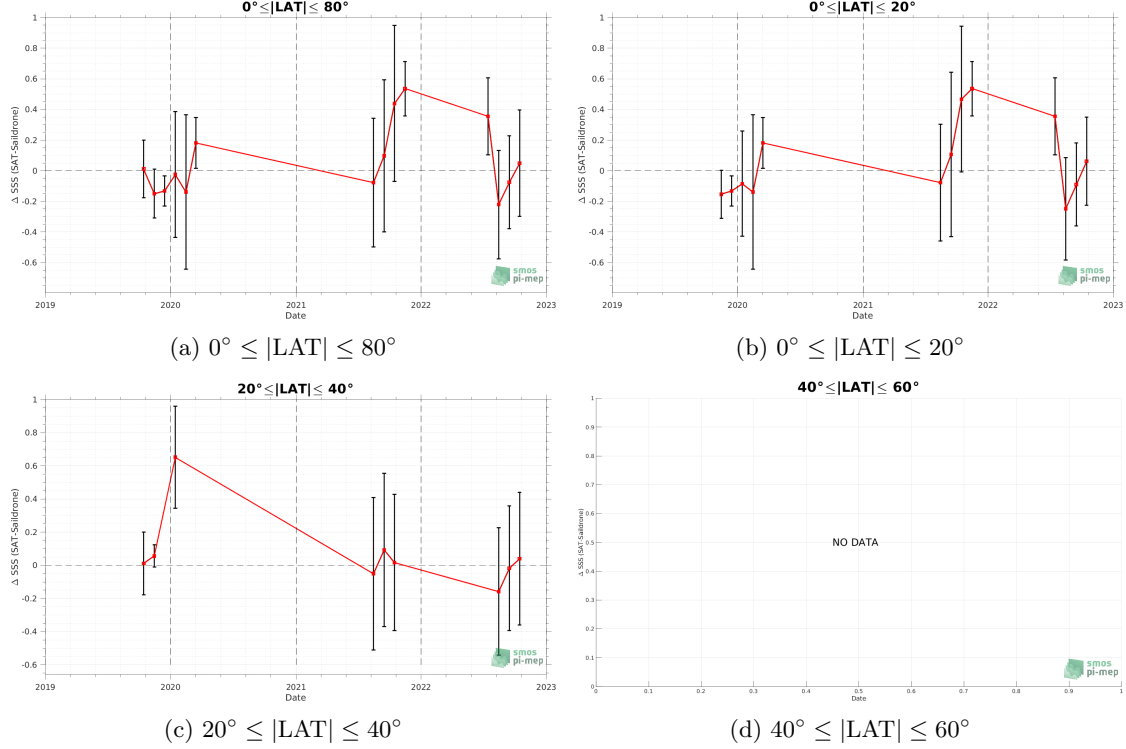 0°≤|LAT|≤ 80°
Δ SSS (SAT-Saildrone)
1
0.8
0.6
0.4
0.2
0
-0.2
-0.4
-0.6
2019
2020
2021
2022
2023
Date
smos
pi-mep
(a) 0° ≤ |LAT| ≤ 80°
0°≤|LAT|≤ 20°
Δ SSS (SAT-Saildrone)
1
0.8
0.6
0.4
0.2
0
-0.2
-0.4
-0.6
2019
2020
2021
2022
2023
Date
smos
pi-mep
(b) 0° ≤ |LAT| ≤ 20°
20°≤|LAT|≤ 40°
Δ SSS (SAT-Saildrone)
1
0.8
0.6
0.4
0.2
0
-0.2
-0.4
-0.6
2019
2020
2021
2022
2023
Date
smos
pi-mep
(c) 20° ≤ |LAT| ≤ 40°
40°≤|LAT|≤ 60°
Δ SSS (SAT-Saildrone)
1
0.9
0.8
0.7
0.6
0.5
0.4
0.3
0.2
0.1
0
NO DATA
0
0.1
0.2
0.3
0.4
0.5
0.6
0.7
0.8
0.9
1
Date
smos
pi-mep
(d) 40° ≤ |LAT| ≤ 60°